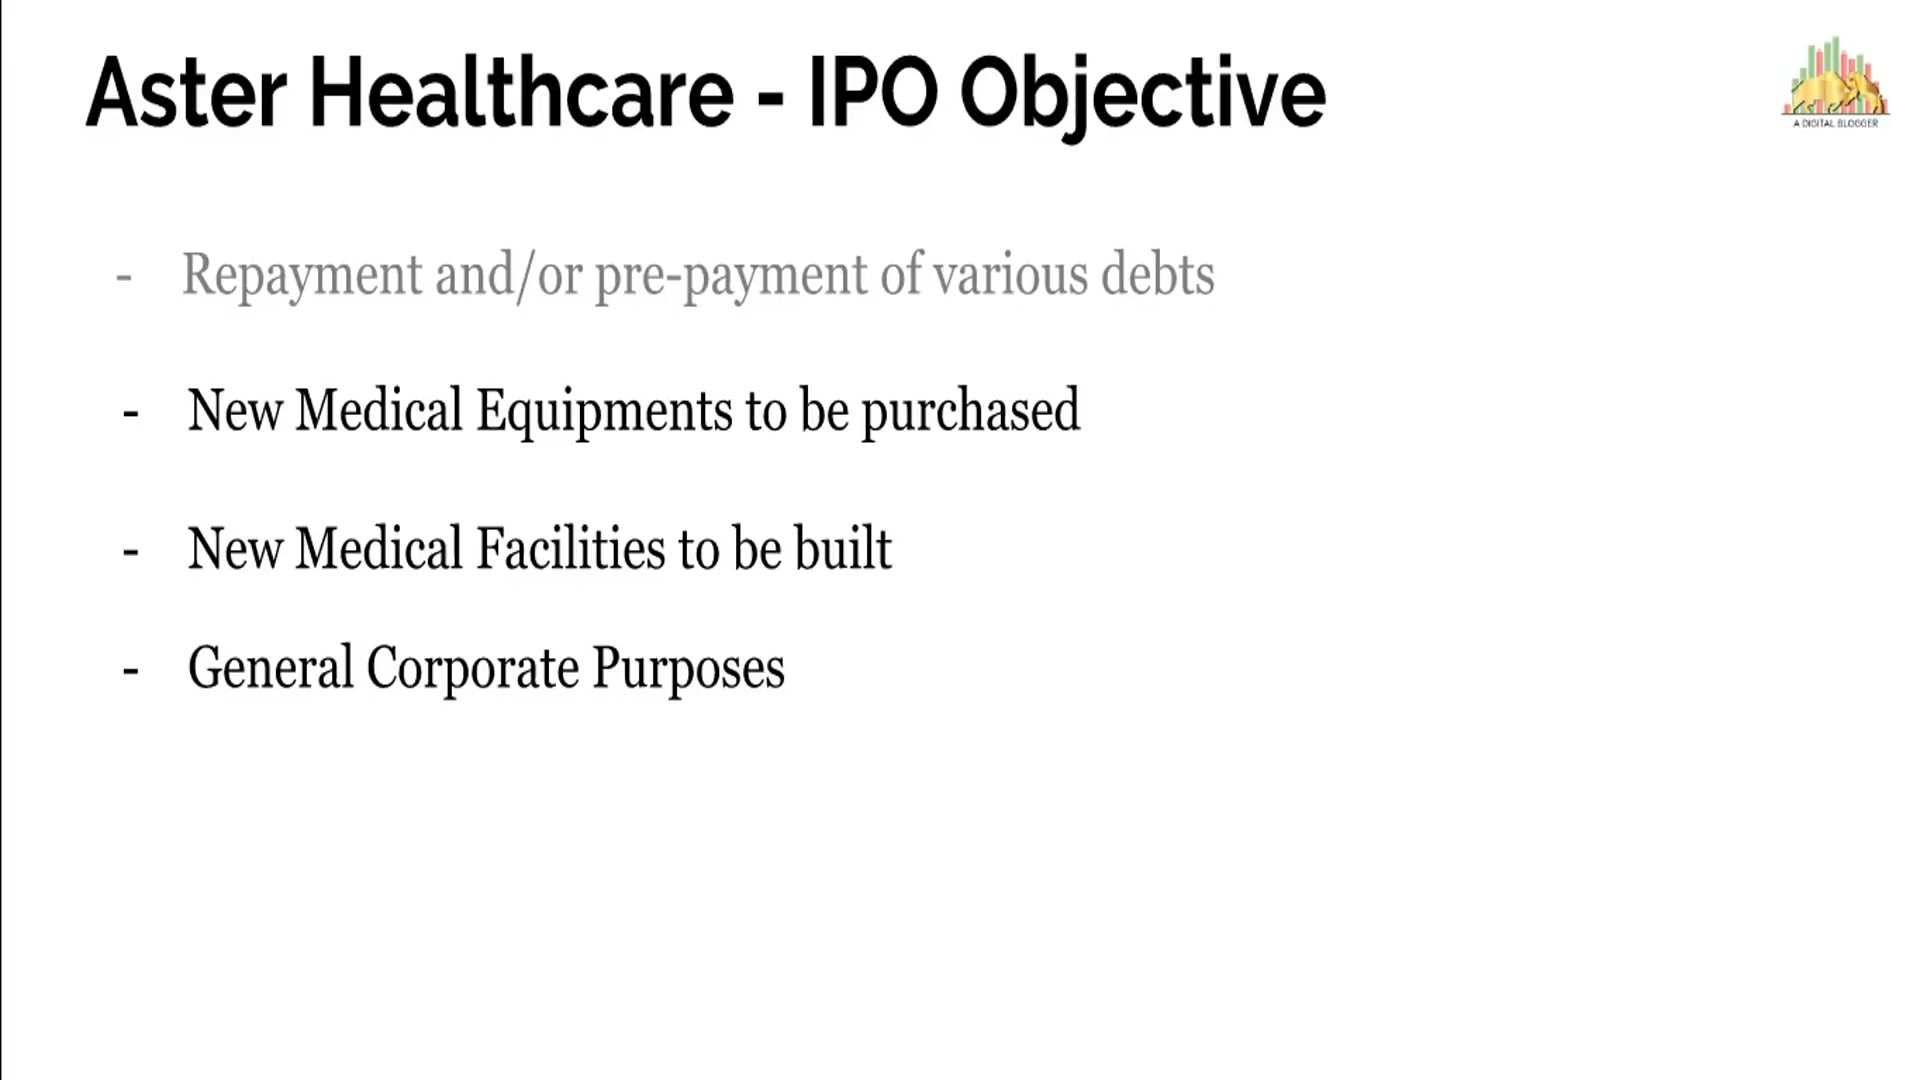 Aster Healthcare - IPO Objective
A DIGITAL BLOGGER
- Repayment and/or pre-payment of various debts
- New Medical Equipments to be purchased
- New Medical Facilities to be built
- General Corporate Purposes